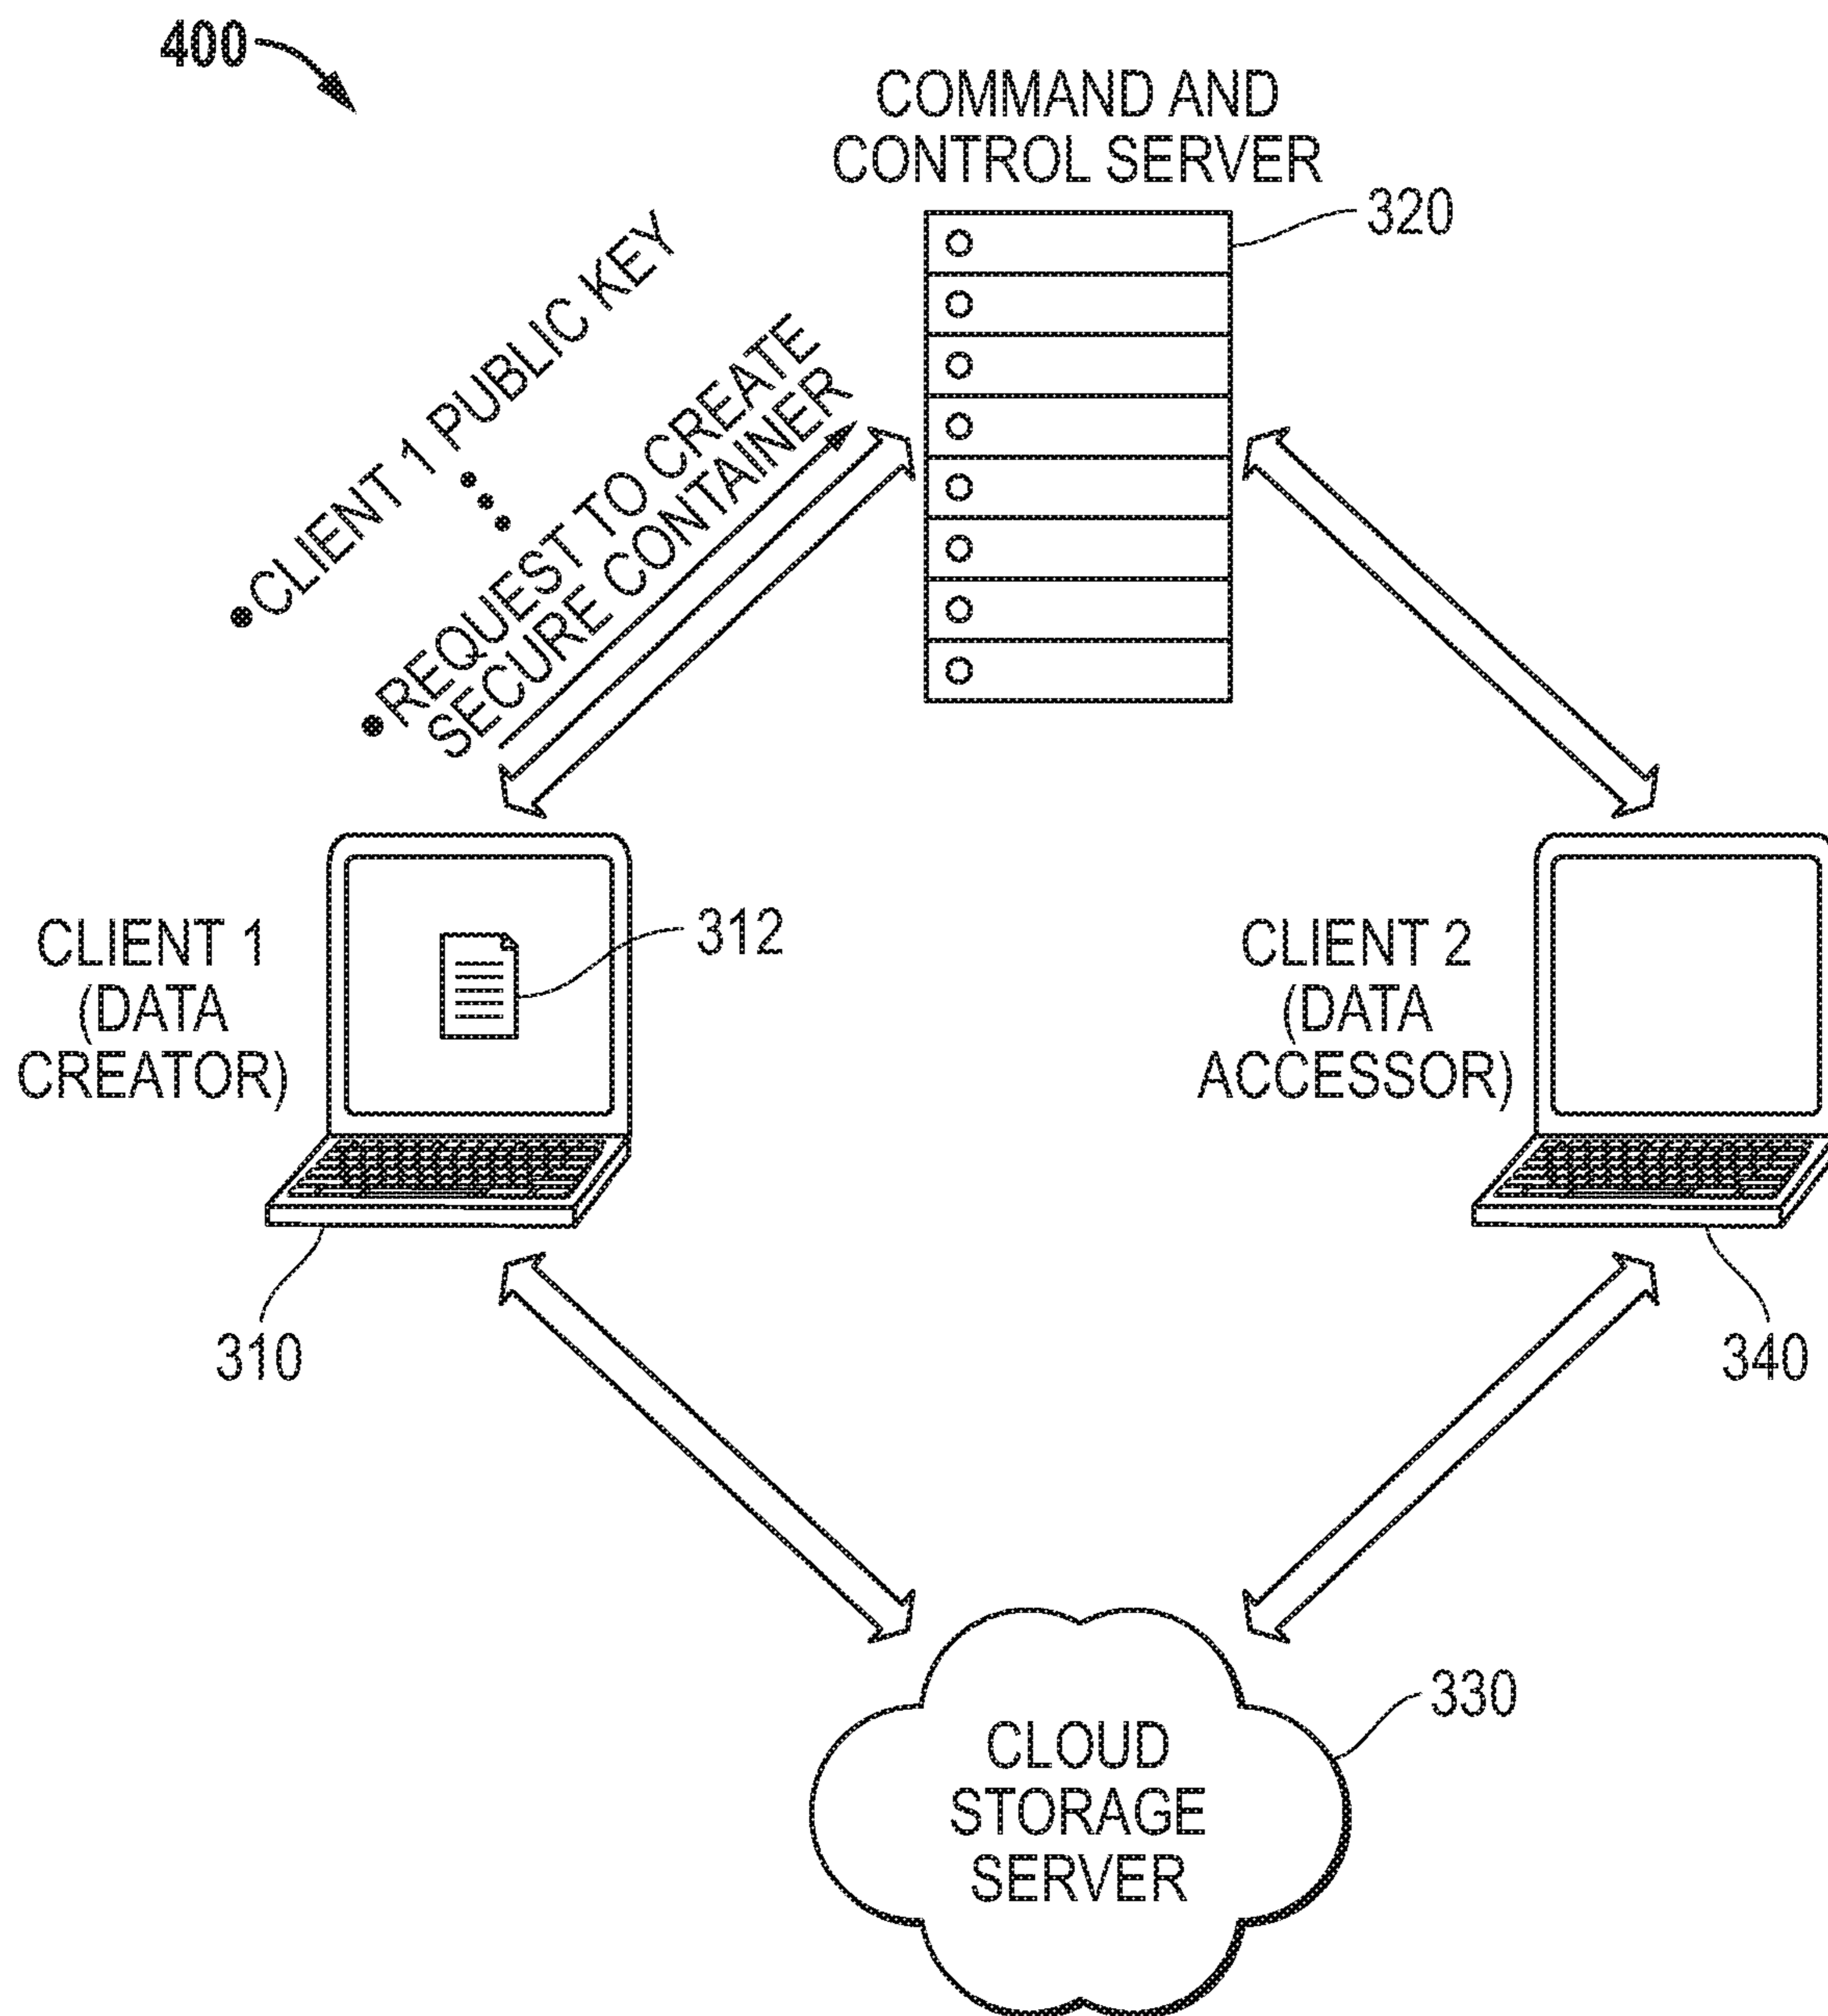 400
COMMAND AND
CONTROL SERVER
320
•CLIENT 1 PUBLIC KEY
•REQUEST TO CREATE
SECURE CONTAINER
CLIENT 1
(DATA
CREATOR)
312
310
CLIENT 2
(DATA
ACCESSOR)
340
CLOUD
STORAGE
SERVER
330